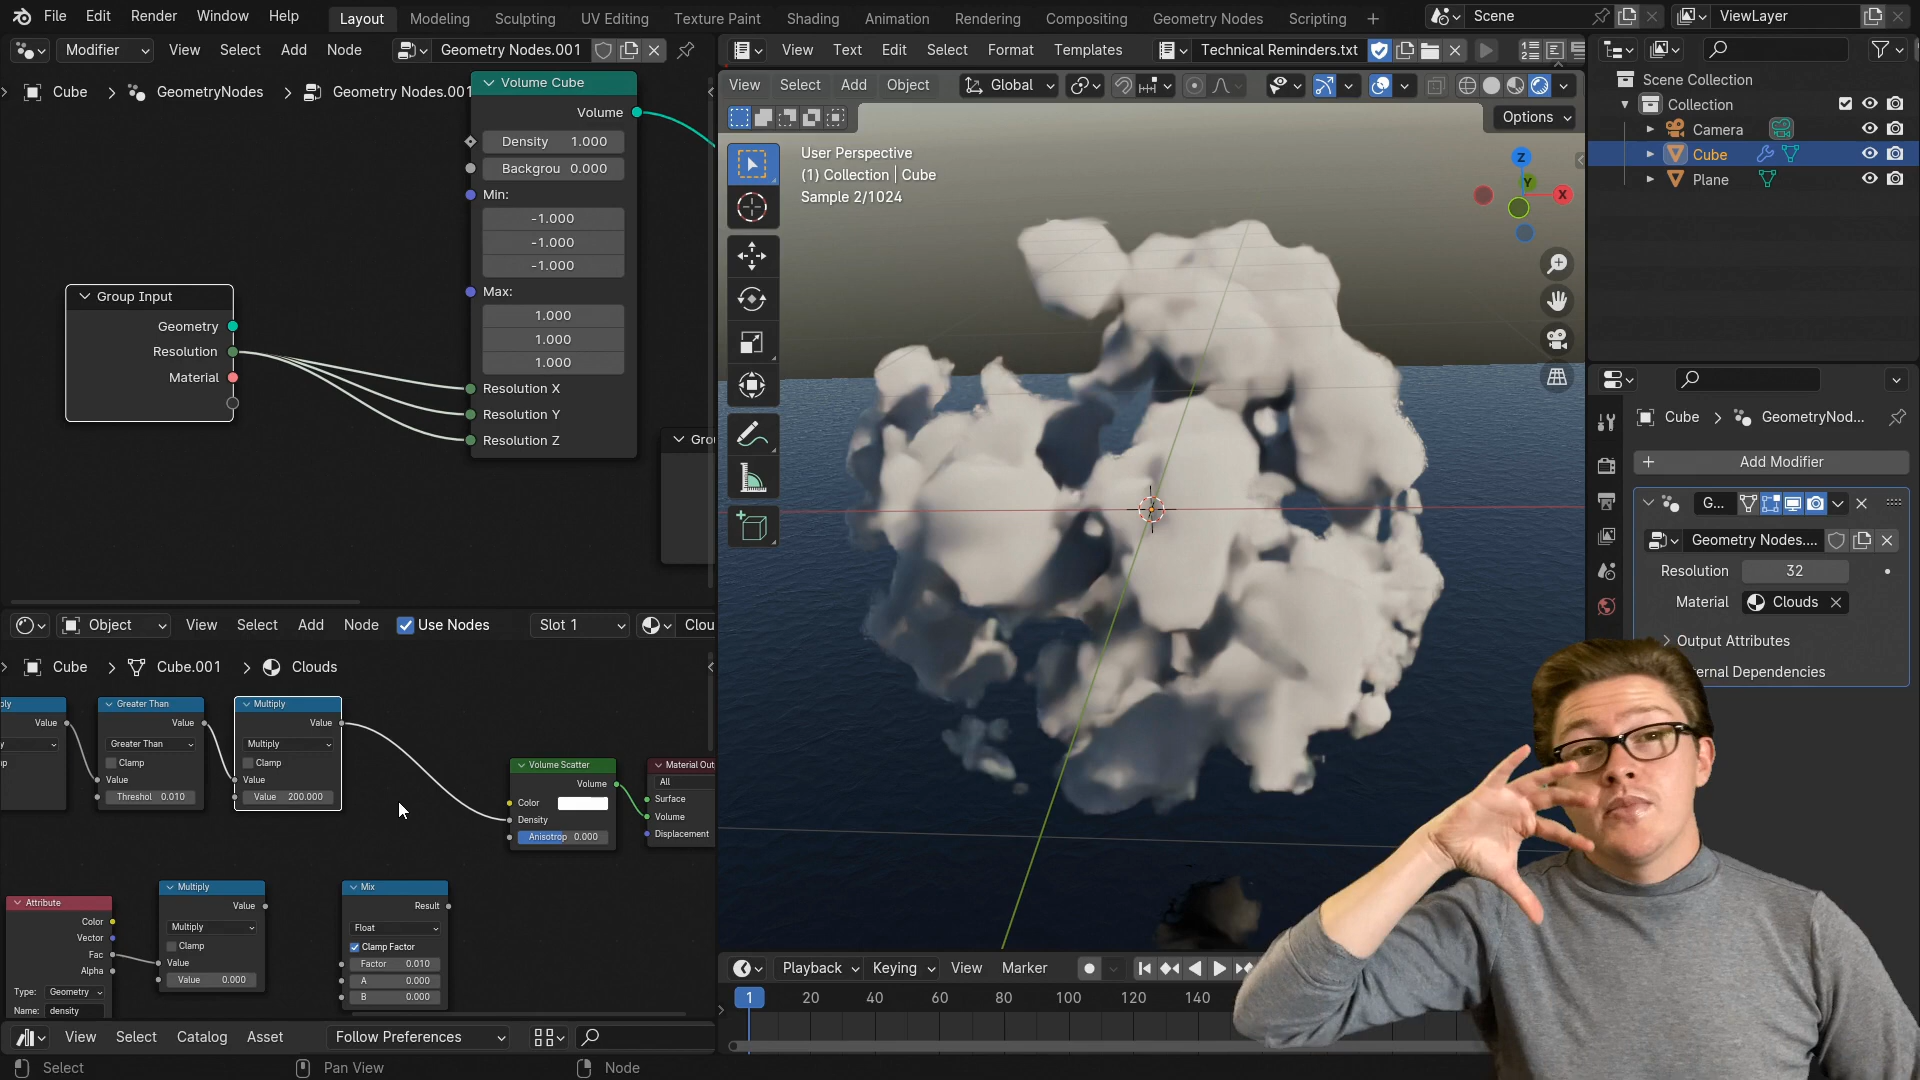 File Edit Render Window Help Layout Modeling Sculpting UV Editing Texture Paint Shading Animation Rendering Compositing Geometry Nodes Scripting + Scene ViewLayer
Modifier View Select Add Node Geometry Nodes.001
View Text Edit Select Format Templates Technical Reminders.txt
Cube > GeometryNodes > Geometry Nodes.001
Volume Cube
Volume
Density 1.000
Backgrou 0.000
Min:
-1.000
-1.000
-1.000
Max:
1.000
1.000
1.000
Resolution X
Resolution Y
Resolution Z
Group Input
Geometry
Resolution
Material
Grou
View Select Add Object Global
Options
User Perspective
(1) Collection | Cube
Sample 2/1024
Z
Y
X
Scene Collection
Collection
Camera
Cube
Plane
Cube > GeometryNod...
+ Add Modifier
G...
Geometry Nodes....
Resolution 32
Material Clouds
Output Attributes
ernal Dependencies
Object View Select Add Node Use Nodes Slot 1 Clou
Cube > Cube.001 > Clouds
ply
Value
y
p
Greater Than
Value
Greater Than
Clamp
Value
Threshol 0.010
Multiply
Value
Multiply
Clamp
Value
Value 200.000
Volume Scatter
Volume
Color
Density
Anisotrop 0.000
Material Out
All
Surface
Volume
Displacement
Attribute
Color
Vector
Fac
Alpha
Type: Geometry
Name: density
Multiply
Value
Multiply
Clamp
Value
Value 0.000
Mix
Result
Float
Clamp Factor
Factor 0.010
A 0.000
B 0.000
Playback Keying View Marker
1 20 40 60 80 100 120 140
View Select Catalog Asset Follow Preferences
Select Pan View Node